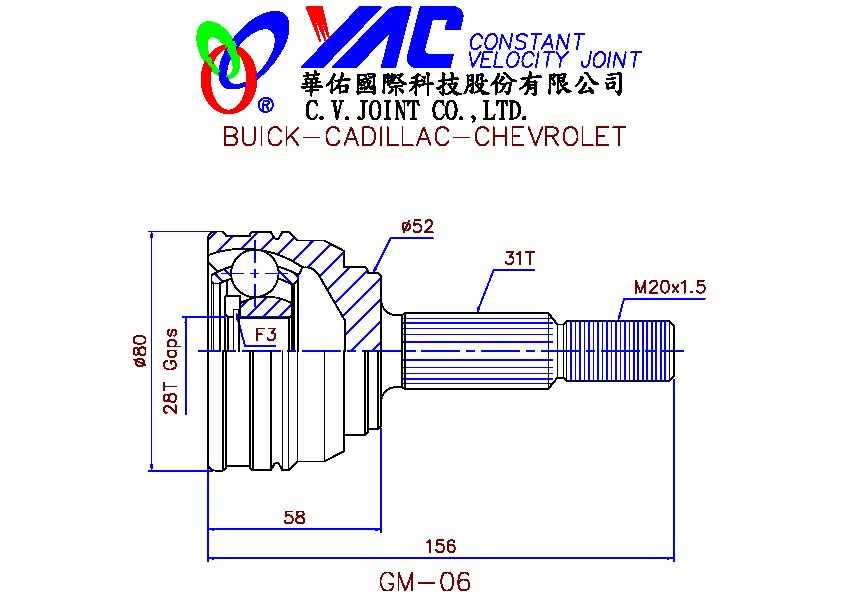 YAC CONSTANT
VELOCITY JOINT
華佑國際科技股份有限公司
®
C.V.JOINT CO.,LTD.
BUICK-CADILLAC-CHEVROLET
ø52
31T
M20x1.5
F3
ø80
28T Gaps
58
156
GM-06